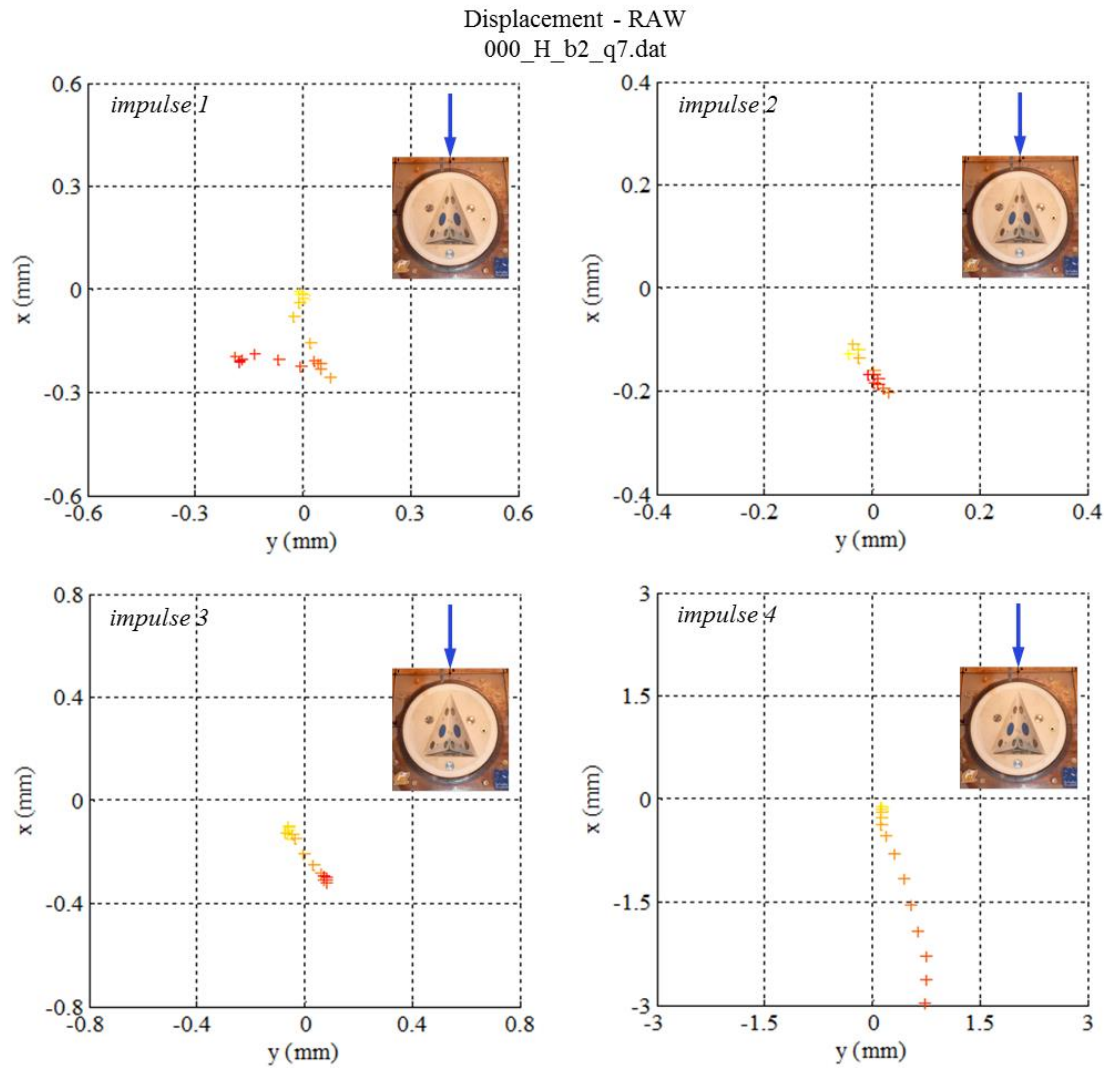 Displacement - RAW
000_H_b2_q7.dat
impulse 1
0.6
0.3
0
-0.3
-0.6
x (mm)
-0.6 -0.3 0 0.3 0.6
y (mm)
impulse 2
0.4
0.2
0
-0.2
-0.4
x (mm)
-0.4 -0.2 0 0.2 0.4
y (mm)
impulse 3
0.8
0.4
0
-0.4
-0.8
x (mm)
-0.8 -0.4 0 0.4 0.8
y (mm)
impulse 4
3
1.5
0
-1.5
-3
x (mm)
-3 -1.5 0 1.5 3
y (mm)